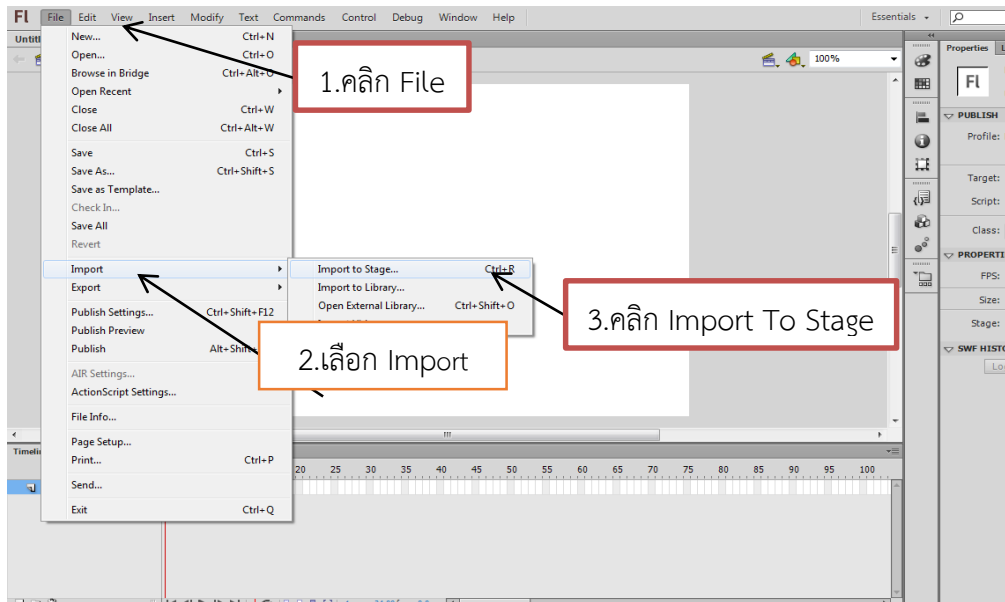 Fl File Edit View Insert Modify Text Commands Control Debug Window Help Essentials
100%
Properties
New... Ctrl+N
Open... Ctrl+O
Browse in Bridge Ctrl+Alt+O
Open Recent
Close Ctrl+W
Close All Ctrl+Alt+W
Save Ctrl+S
Save As... Ctrl+Shift+S
Save as Template...
Check In...
Save All
Revert
Import
Export
Publish Settings... Ctrl+Shift+F12
Publish Preview
Publish
AIR Settings...
ActionScript Settings...
File Info...
Page Setup...
Print... Ctrl+P
Send...
Exit Ctrl+Q
Import to Stage... Ctrl+R
Import to Library...
Open External Library... Ctrl+Shift+O
1.คลิก File
2.เลือก Import
3.คลิก Import To Stage
Fl
PUBLISH
Profile:
Target:
Script:
Class:
FPS:
Size:
Stage:
20 25 30 35 40 45 50 55 60 65 70 75 80 85 90 95 100